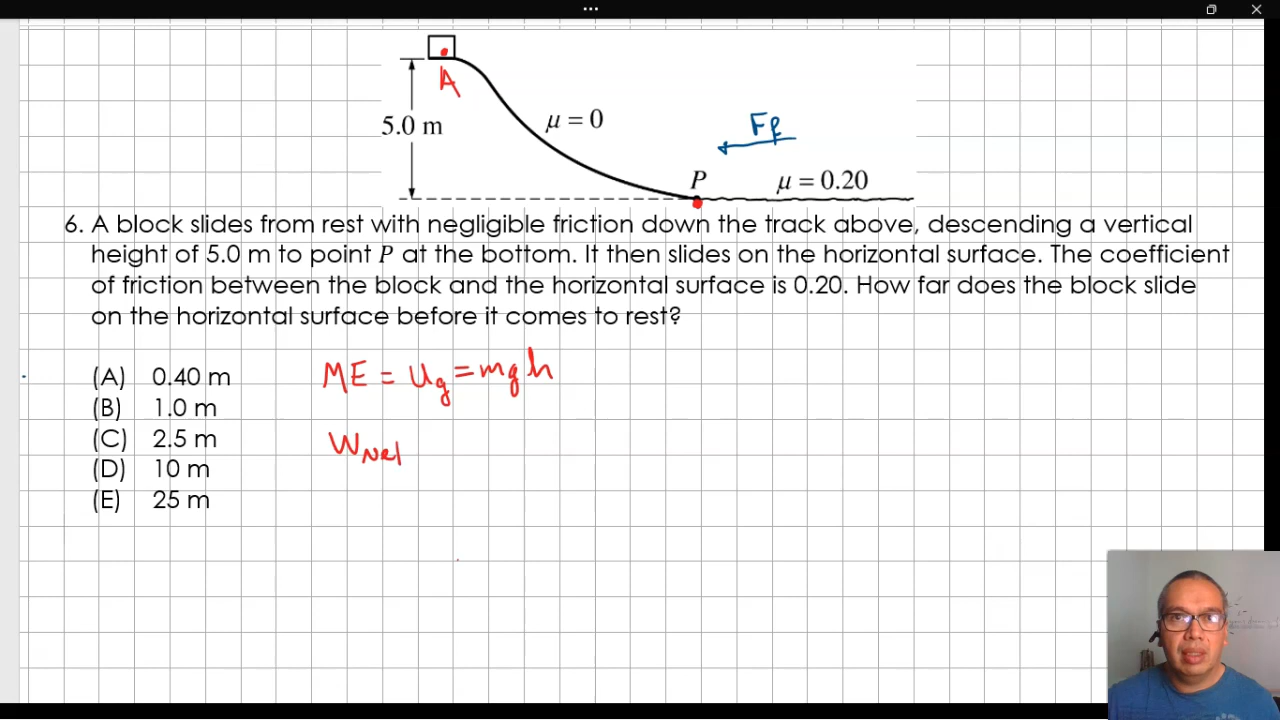 A
5.0 m
μ = 0
Ff
P
μ = 0.20
6. A block slides from rest with negligible friction down the track above, descending a vertical
height of 5.0 m to point P at the bottom. It then slides on the horizontal surface. The coefficient
of friction between the block and the horizontal surface is 0.20. How far does the block slide
on the horizontal surface before it comes to rest?
(A) 0.40 m
(B) 1.0 m
(C) 2.5 m
(D) 10 m
(E) 25 m
ME = Ug = mgh
WNet